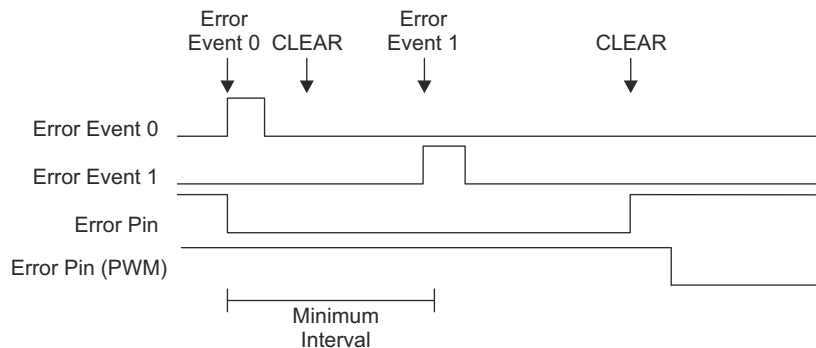 Error
Event 0
CLEAR
Error
Event 1
CLEAR
Error Event 0
Error Event 1
Error Pin
Error Pin (PWM)
Minimum
Interval